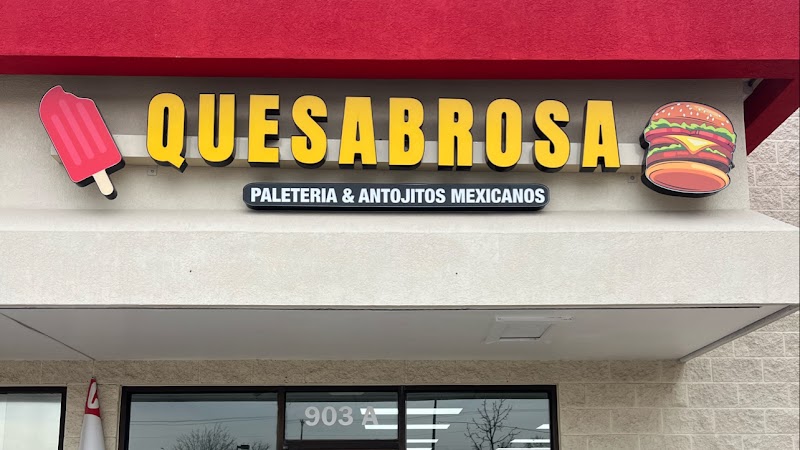 QUESABROSA
PALETERIA & ANTOJITOS MEXICANOS
903 A